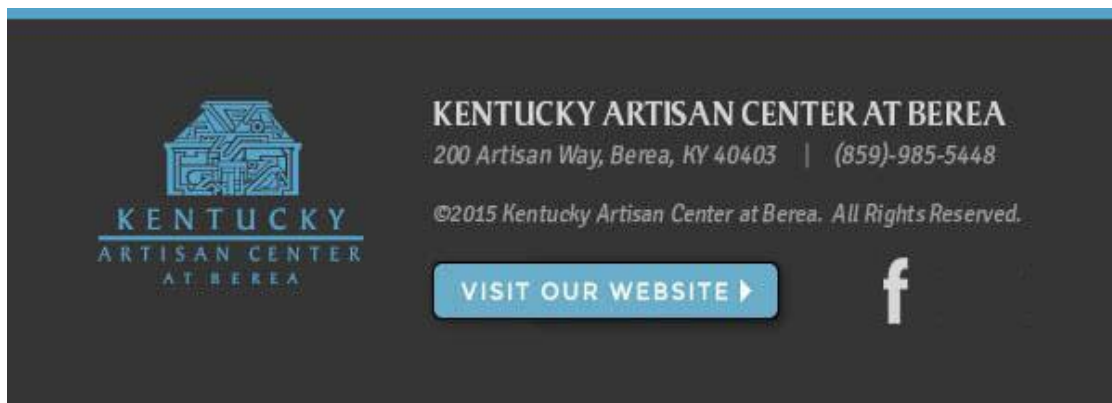 KENTUCKY
ARTISAN CENTER
AT BEREA
KENTUCKY ARTISAN CENTER AT BEREA
200 Artisan Way, Berea, KY 40403 | (859)-985-5448
©2015 Kentucky Artisan Center at Berea. All Rights Reserved.
VISIT OUR WEBSITE
f